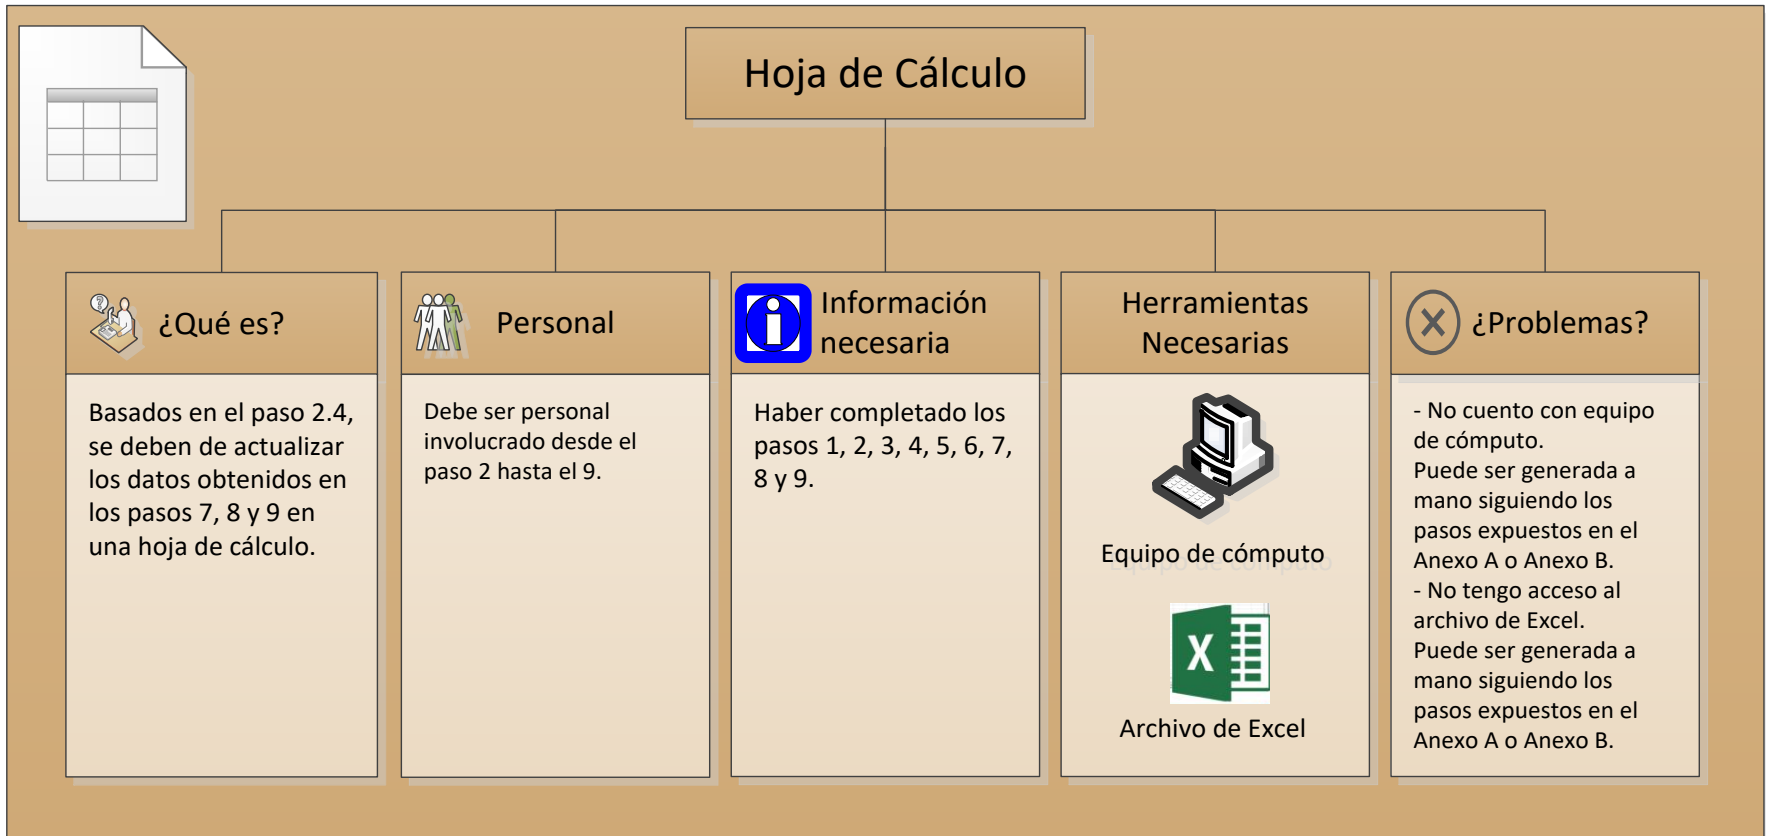 Hoja de Cálculo
¿Qué es?
Basados en el paso 2.4,
se deben de actualizar
los datos obtenidos en
los pasos 7, 8 y 9 en
una hoja de cálculo.
Personal
Debe ser personal
involucrado desde el
paso 2 hasta el 9.
Información
necesaria
Haber completado los
pasos 1, 2, 3, 4, 5, 6, 7,
8 y 9.
Herramientas
Necesarias
Equipo de cómputo
X
Archivo de Excel
¿Problemas?
- No cuento con equipo
de cómputo.
Puede ser generada a
mano siguiendo los
pasos expuestos en el
Anexo A o Anexo B.
- No tengo acceso al
archivo de Excel.
Puede ser generada a
mano siguiendo los
pasos expuestos en el
Anexo A o Anexo B.